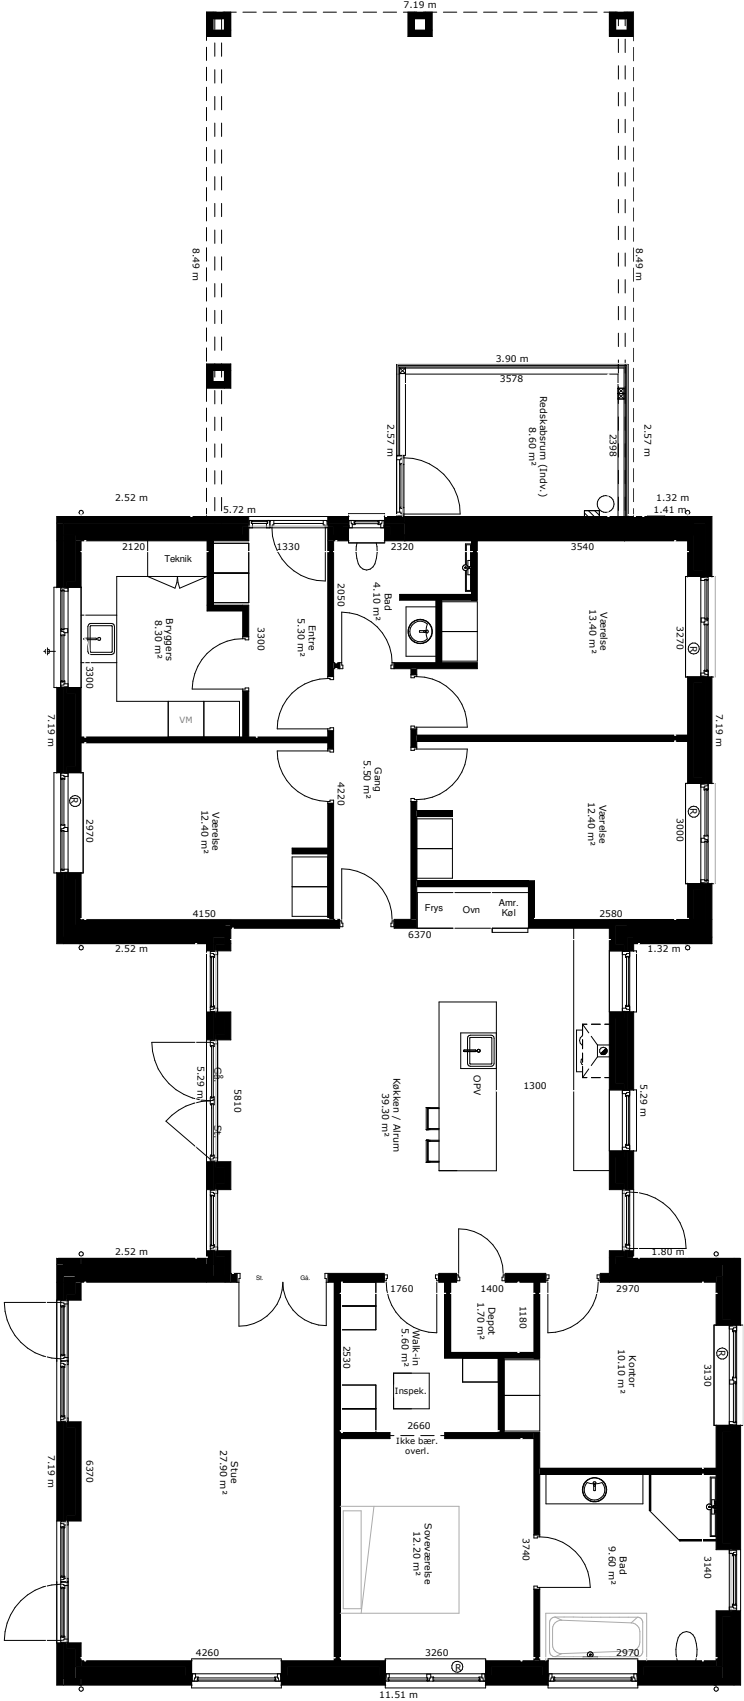 7.19 m
8.49 m
8.49 m
3.90 m
3578
Redskabsrum (Indv.)
8.60 m²
2398
2.57 m
2.57 m
2.52 m
5.72 m
1.32 m
1.41 m
2120
Teknik
1330
2320
3540
Bryggers
8.30 m²
3300
VM
Entre
5.30 m²
3300
Bad
4.10 m²
2050
Værelse
13.40 m²
3270
R
7.19 m
7.19 m
Gang
5.50 m²
4220
Værelse
12.40 m²
2970
R
4150
Værelse
12.40 m²
3000
R
2580
Frys
Ovn
Amr.
Køl
6370
2.52 m
1.32 m
Gå.
5.29 m
St.
5810
Køkken / Alrum
39.30 m²
OPV
1300
5.29 m
2.52 m
1.80 m
St.
Gå.
1760
1400
2970
Depot
1.70 m²
1180
Walk-in
5.60 m²
2530
Inspek.
2660
Ikke bær.
overl.
Kontor
10.10 m²
3130
R
Stue
27.90 m²
6370
7.19 m
Soveværelse
12.20 m²
3740
Bad
9.60 m²
3140
4260
3260
R
2970
11.51 m